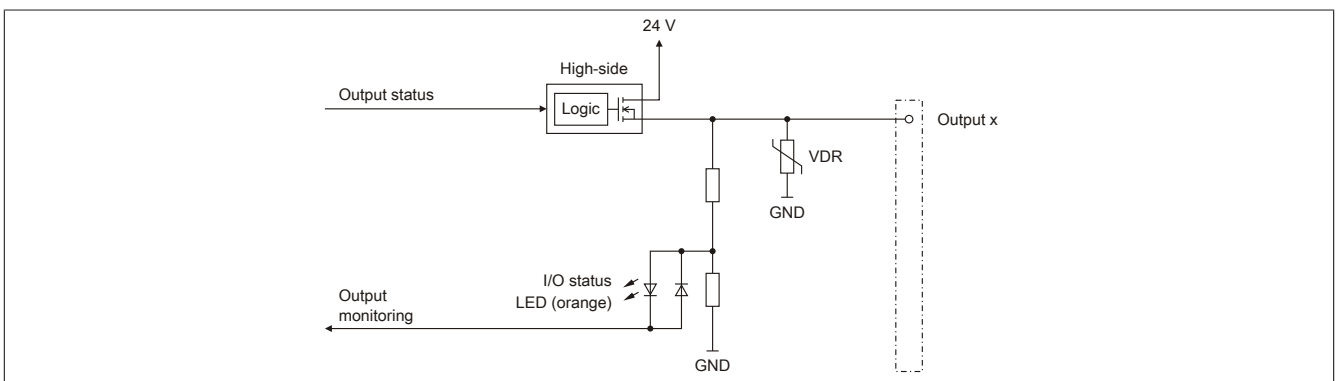 24 V
High-side
Output status
Logic
Output x
VDR
GND
I/O status
LED (orange)
Output
monitoring
GND